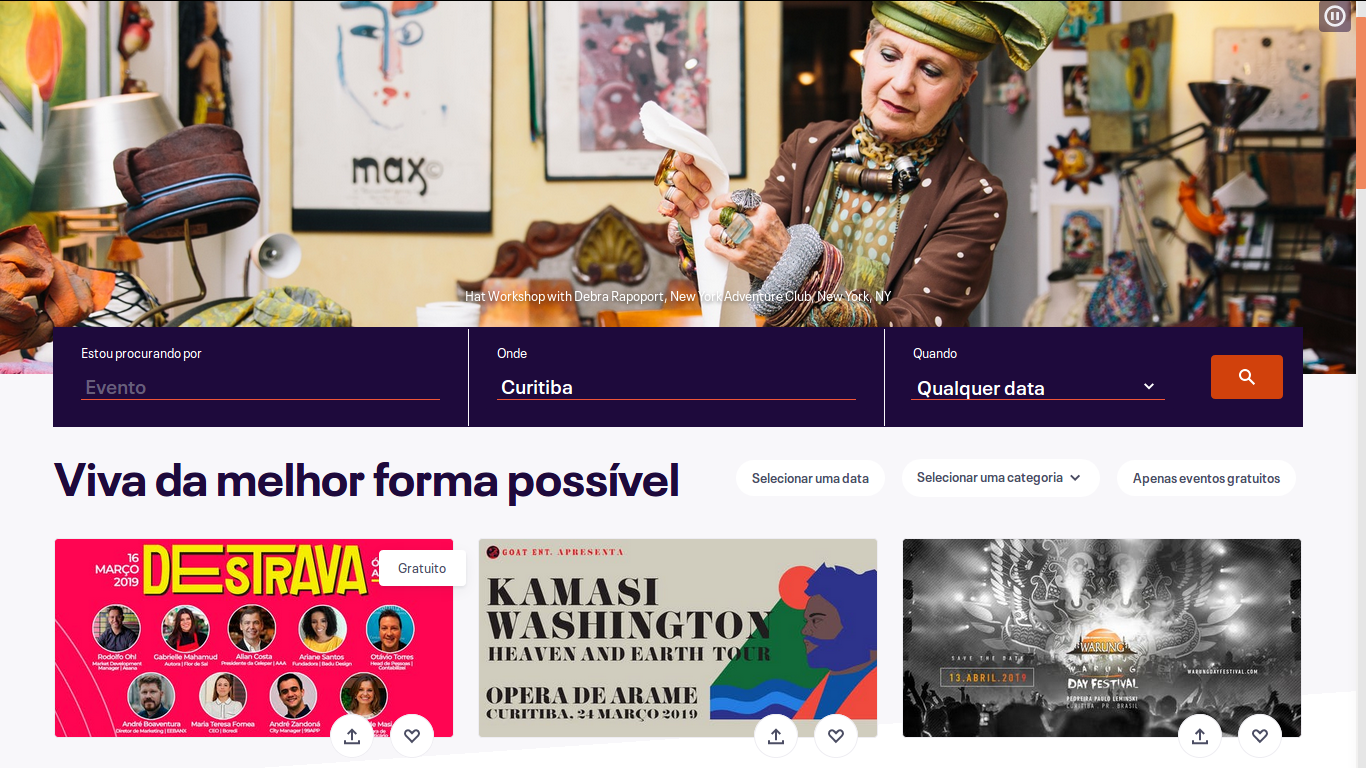 max©
Hat Workshop with Debra Rapoport, New York Adventure Club, New York, NY
Estou procurando por
Evento
Onde
Curitiba
Quando
Qualquer data
Viva da melhor forma possível
Selecionar uma data
Selecionar uma categoria
Apenas eventos gratuitos
16
MARÇO
2019
DESTRAVA
Gratuito
Rodolfo Ohl
Market Development
Manager | Asana
Gabrielle Mahamud
Autora | Flor de Sal
Allan Costa
Presidente da Celepar | AAA
Ariane Santos
Fundadora | Badu Design
Otávio Torres
Head de Pessoas |
Contabilizei
André Boaventura
Diretor de Marketing | EBANX
Maria Teresa Fornea
CEO | Bcredi
André Zandoná
City Manager | 99APP
GOAT ENT. APRESENTA
KAMASI
WASHINGTON
HEAVEN AND EARTH TOUR
OPERA DE ARAME
CURITIBA, 24 MARÇO 2019
WARUNG
SAVE THE DATE
13.ABRIL.2019
WARUNG
DAY FESTIVAL
PEDREIRA PAULO LEMINSKI
CURITIBA . PR . BRASIL
WARUNGDAYFESTIVAL.COM